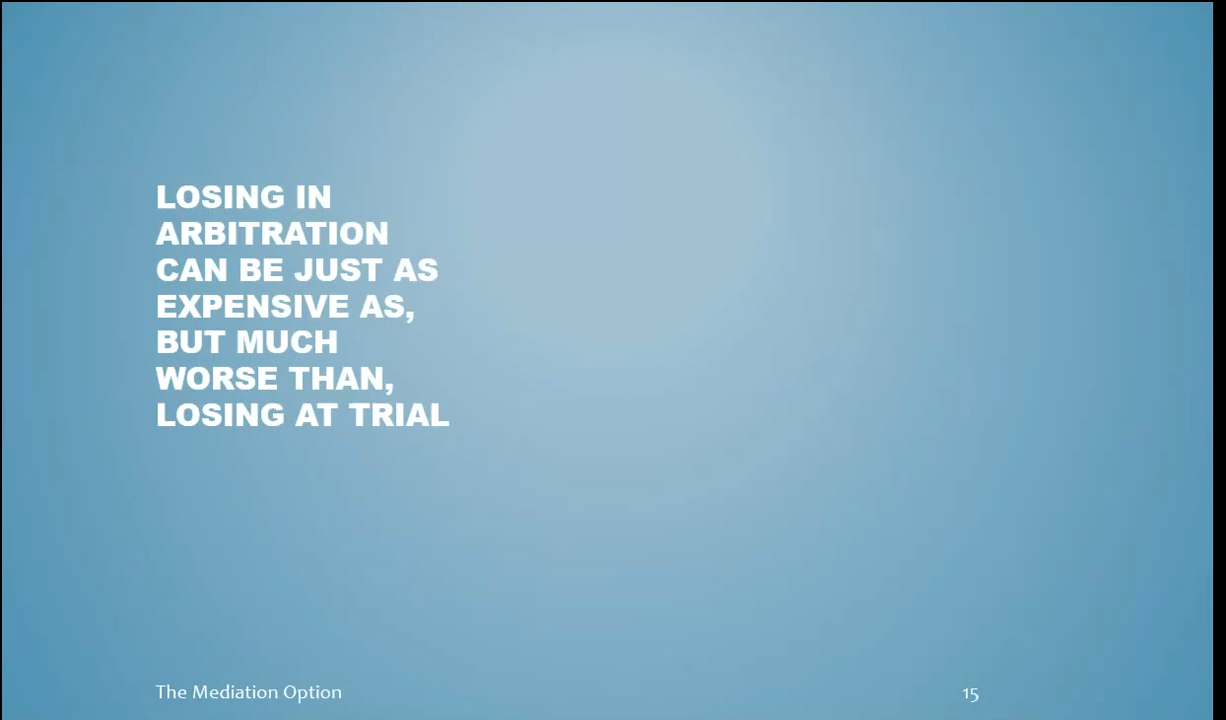 LOSING IN
ARBITRATION
CAN BE JUST AS
EXPENSIVE AS,
BUT MUCH
WORSE THAN,
LOSING AT TRIAL
The Mediation Option
15